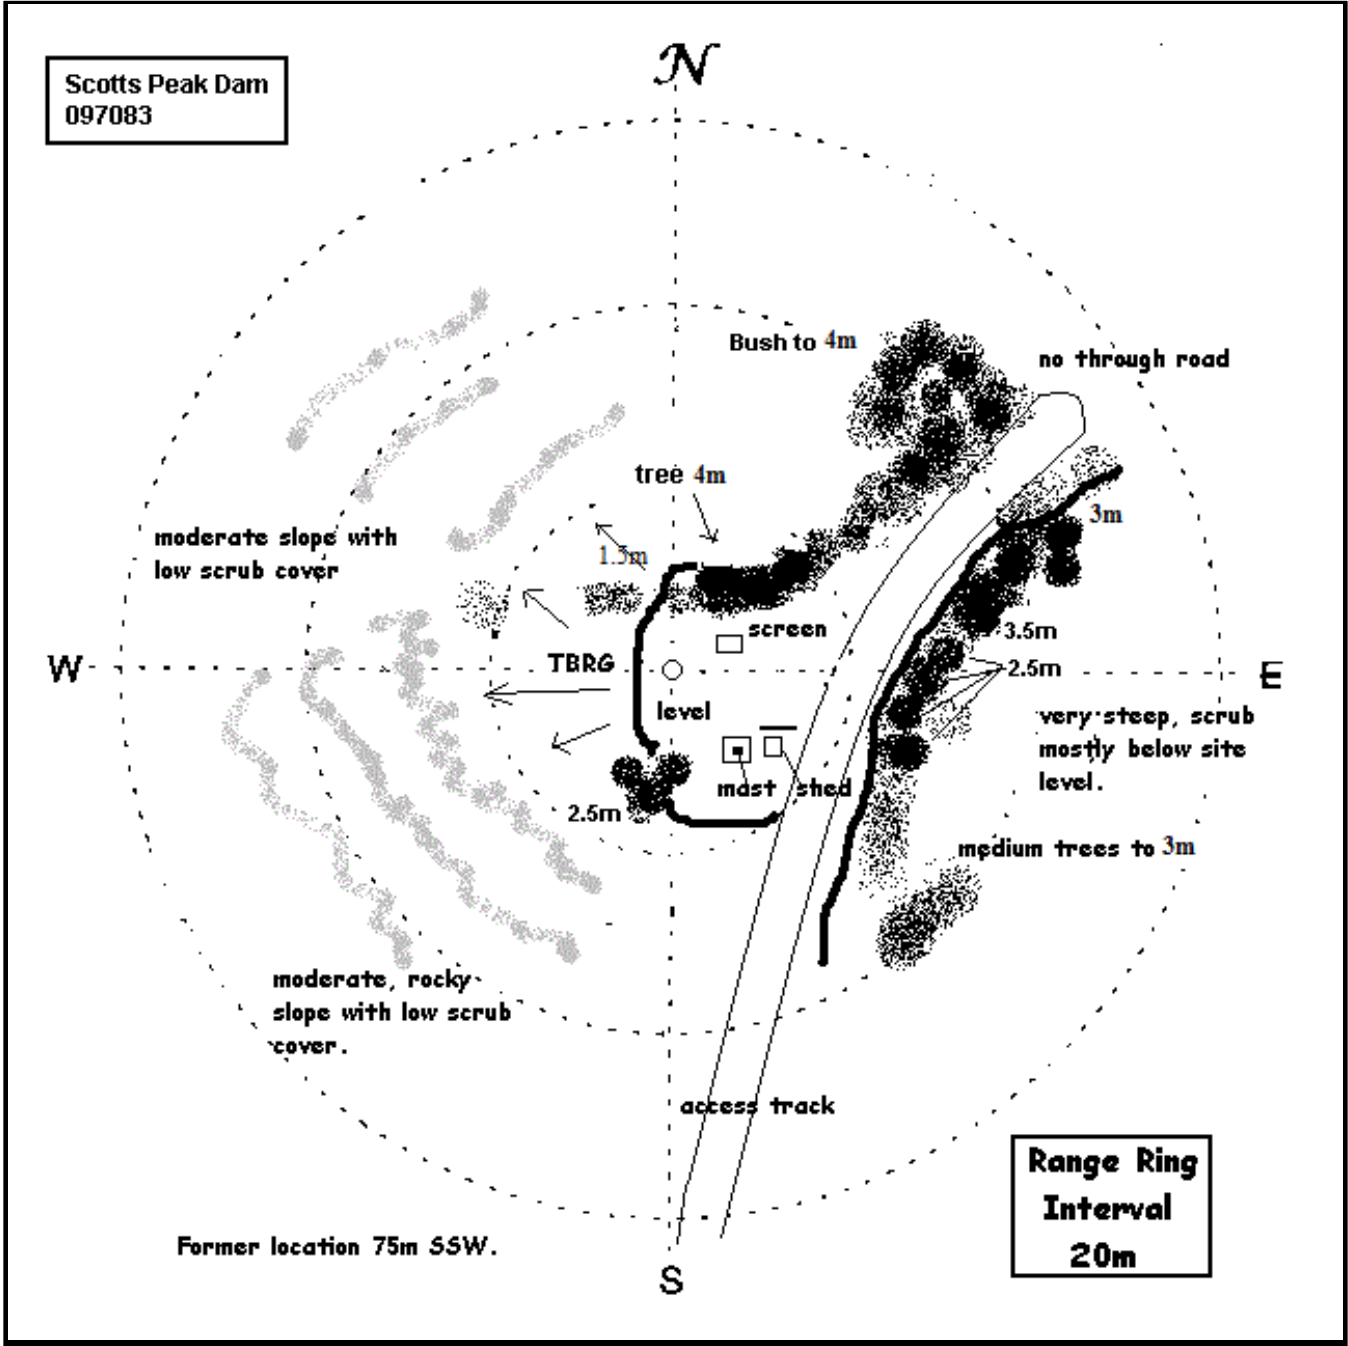 Scotts Peak Dam
097083
N
Bush to 4m
no through road
tree 4m
3m
moderate slope with
low scrub cover
1.5m
screen
3.5m
W
TBRG
2.5m
E
level
very steep, scrub
mostly below site
level.
mast
shed
2.5m
medium trees to 3m
moderate, rocky
slope with low scrub
cover.
access track
Range Ring
Interval
20m
Former location 75m SSW.
S